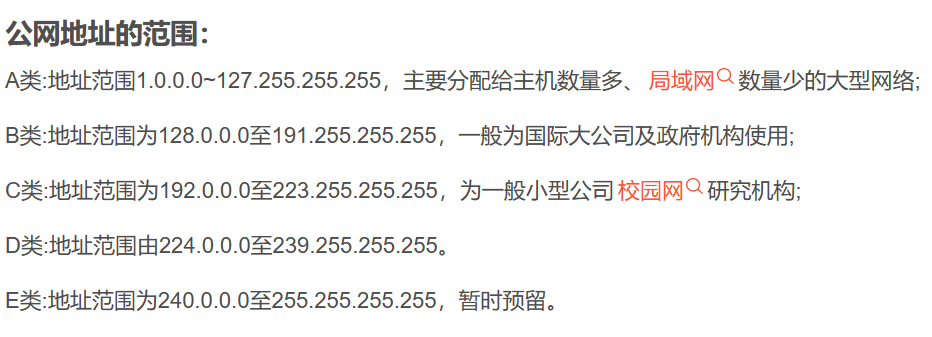 公网地址的范围：
A类:地址范围1.0.0.0~127.255.255.255，主要分配给主机数量多、局域网数量少的大型网络;
B类:地址范围为128.0.0.0至191.255.255.255，一般为国际大公司及政府机构使用;
C类:地址范围为192.0.0.0至223.255.255.255，为一般小型公司校园网研究机构;
D类:地址范围由224.0.0.0至239.255.255.255。
E类:地址范围为240.0.0.0至255.255.255.255，暂时预留。